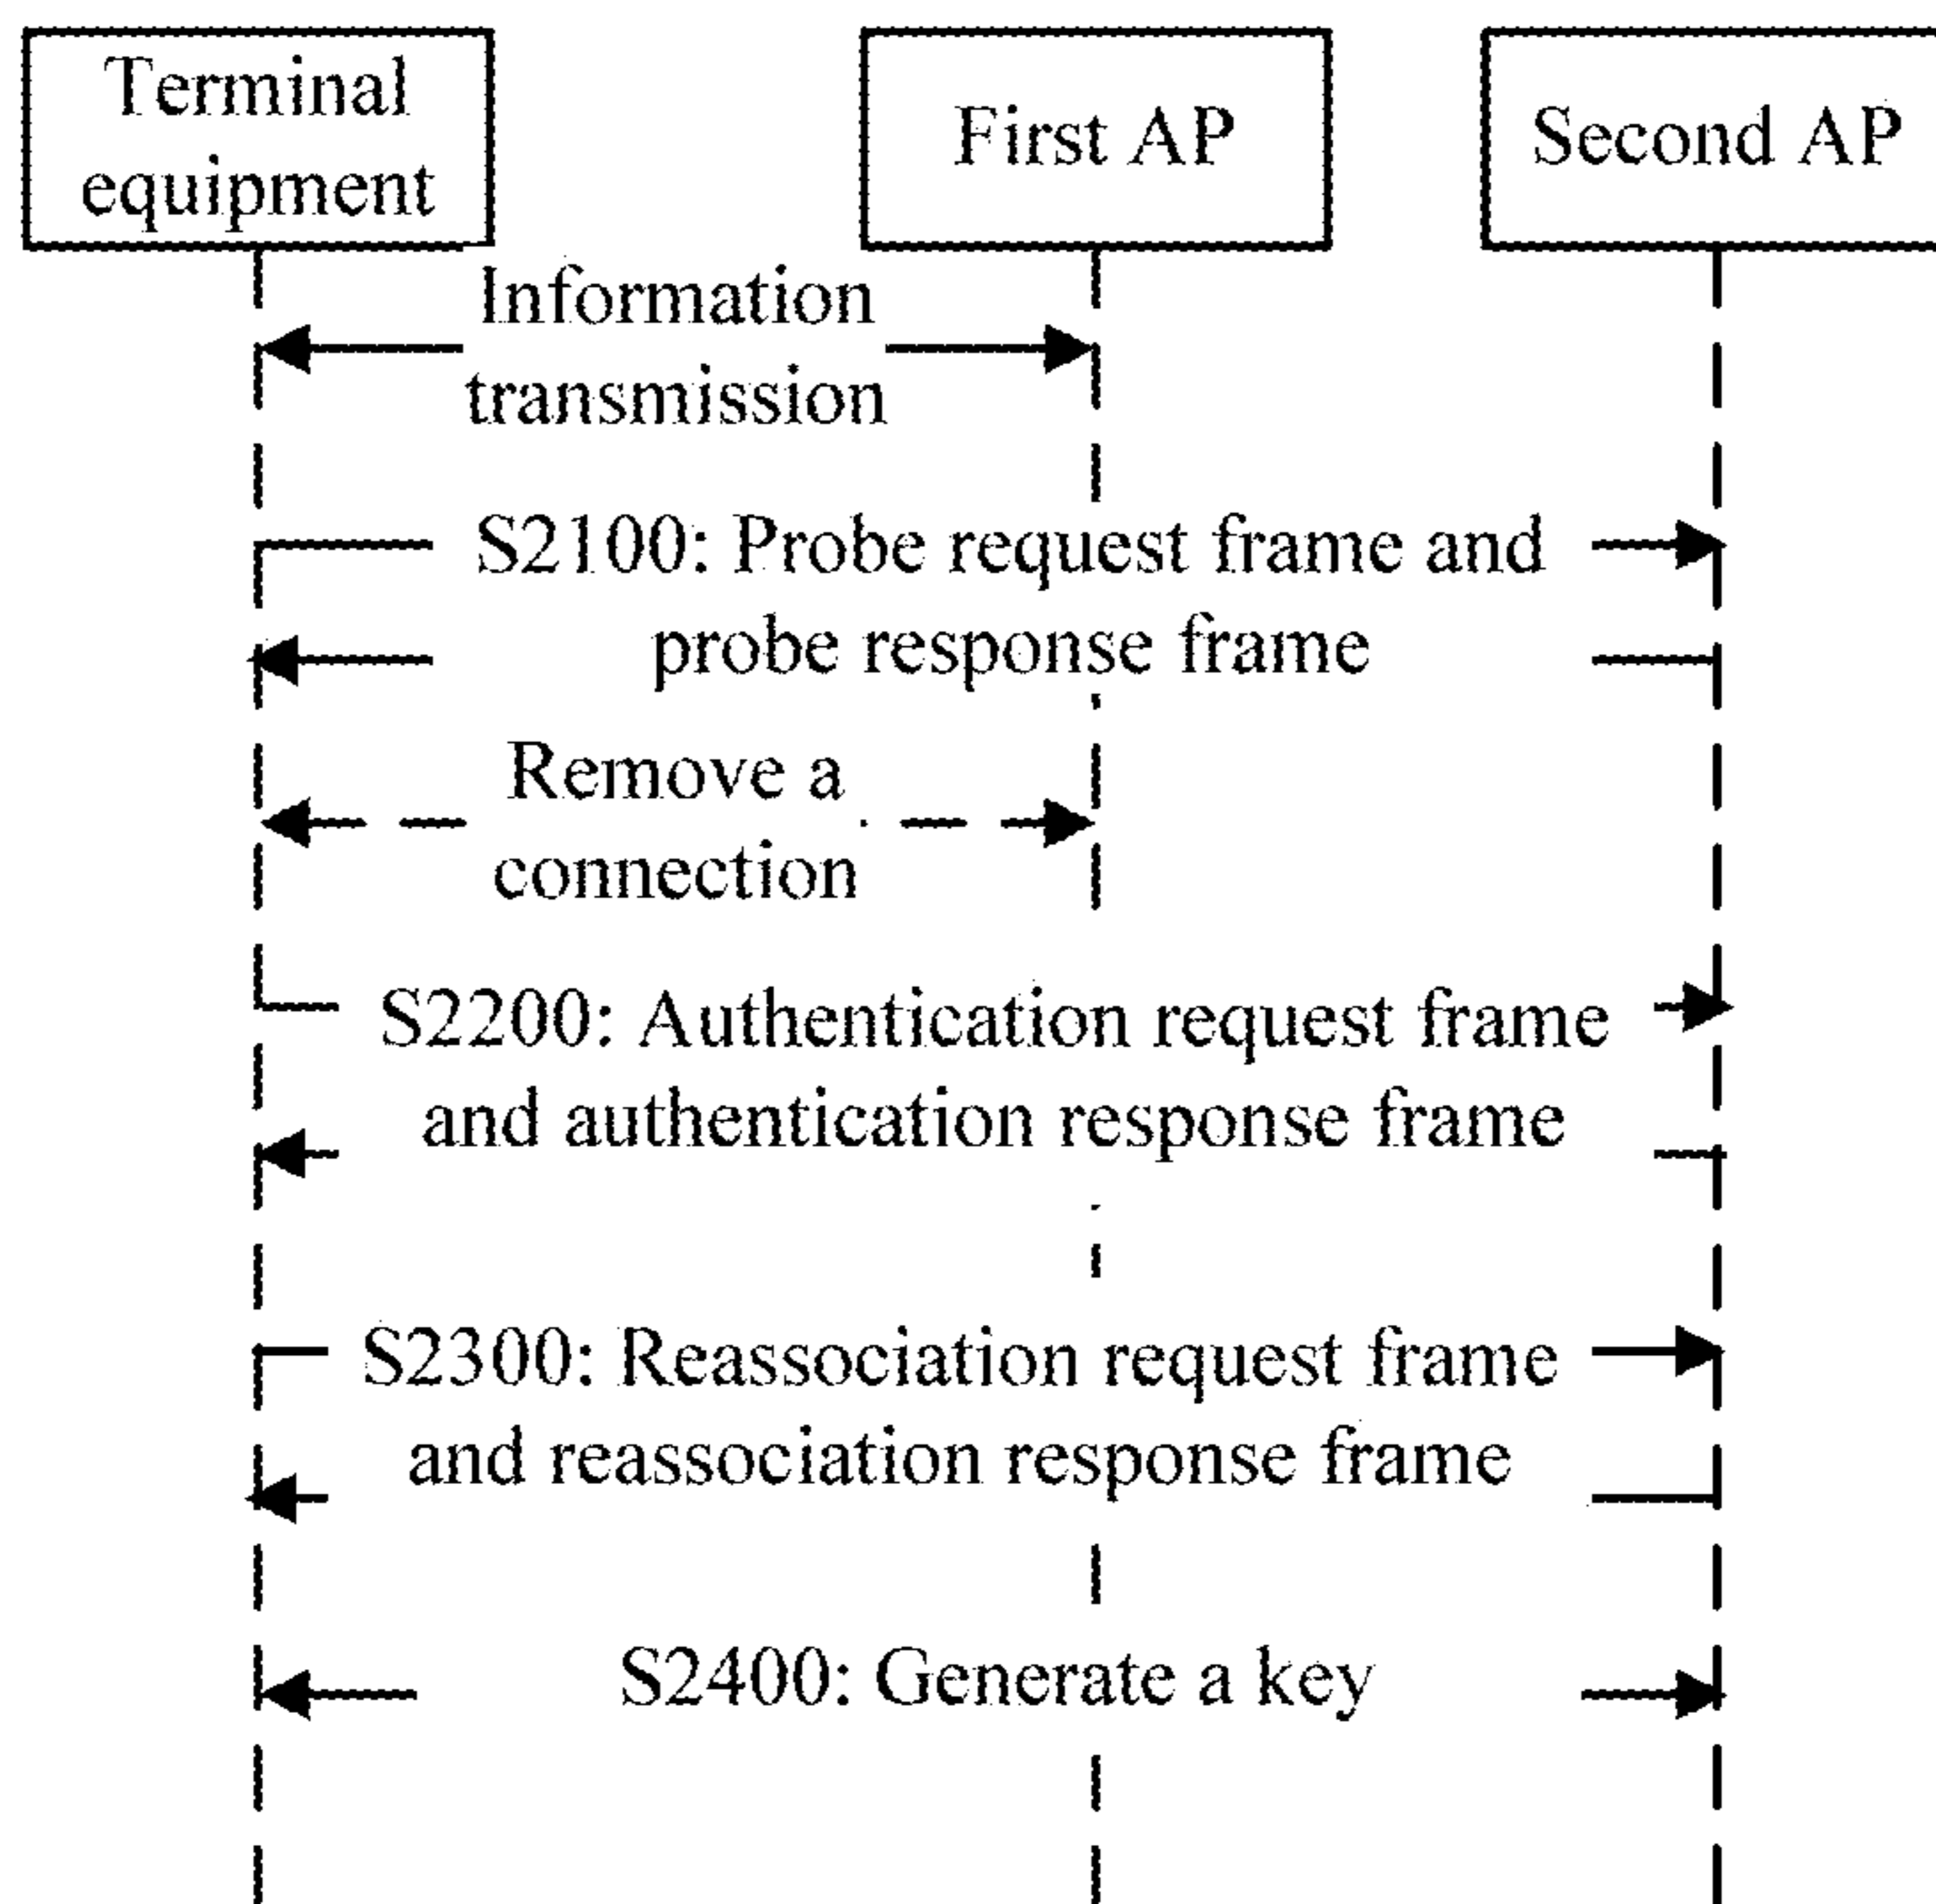 Terminal
equipment
First AP
Second AP
Information
transmission
S2100: Probe request frame and
probe response frame
Remove a
connection
S2200: Authentication request frame
and authentication response frame
S2300: Reassociation request frame
and reassociation response frame
S2400: Generate a key